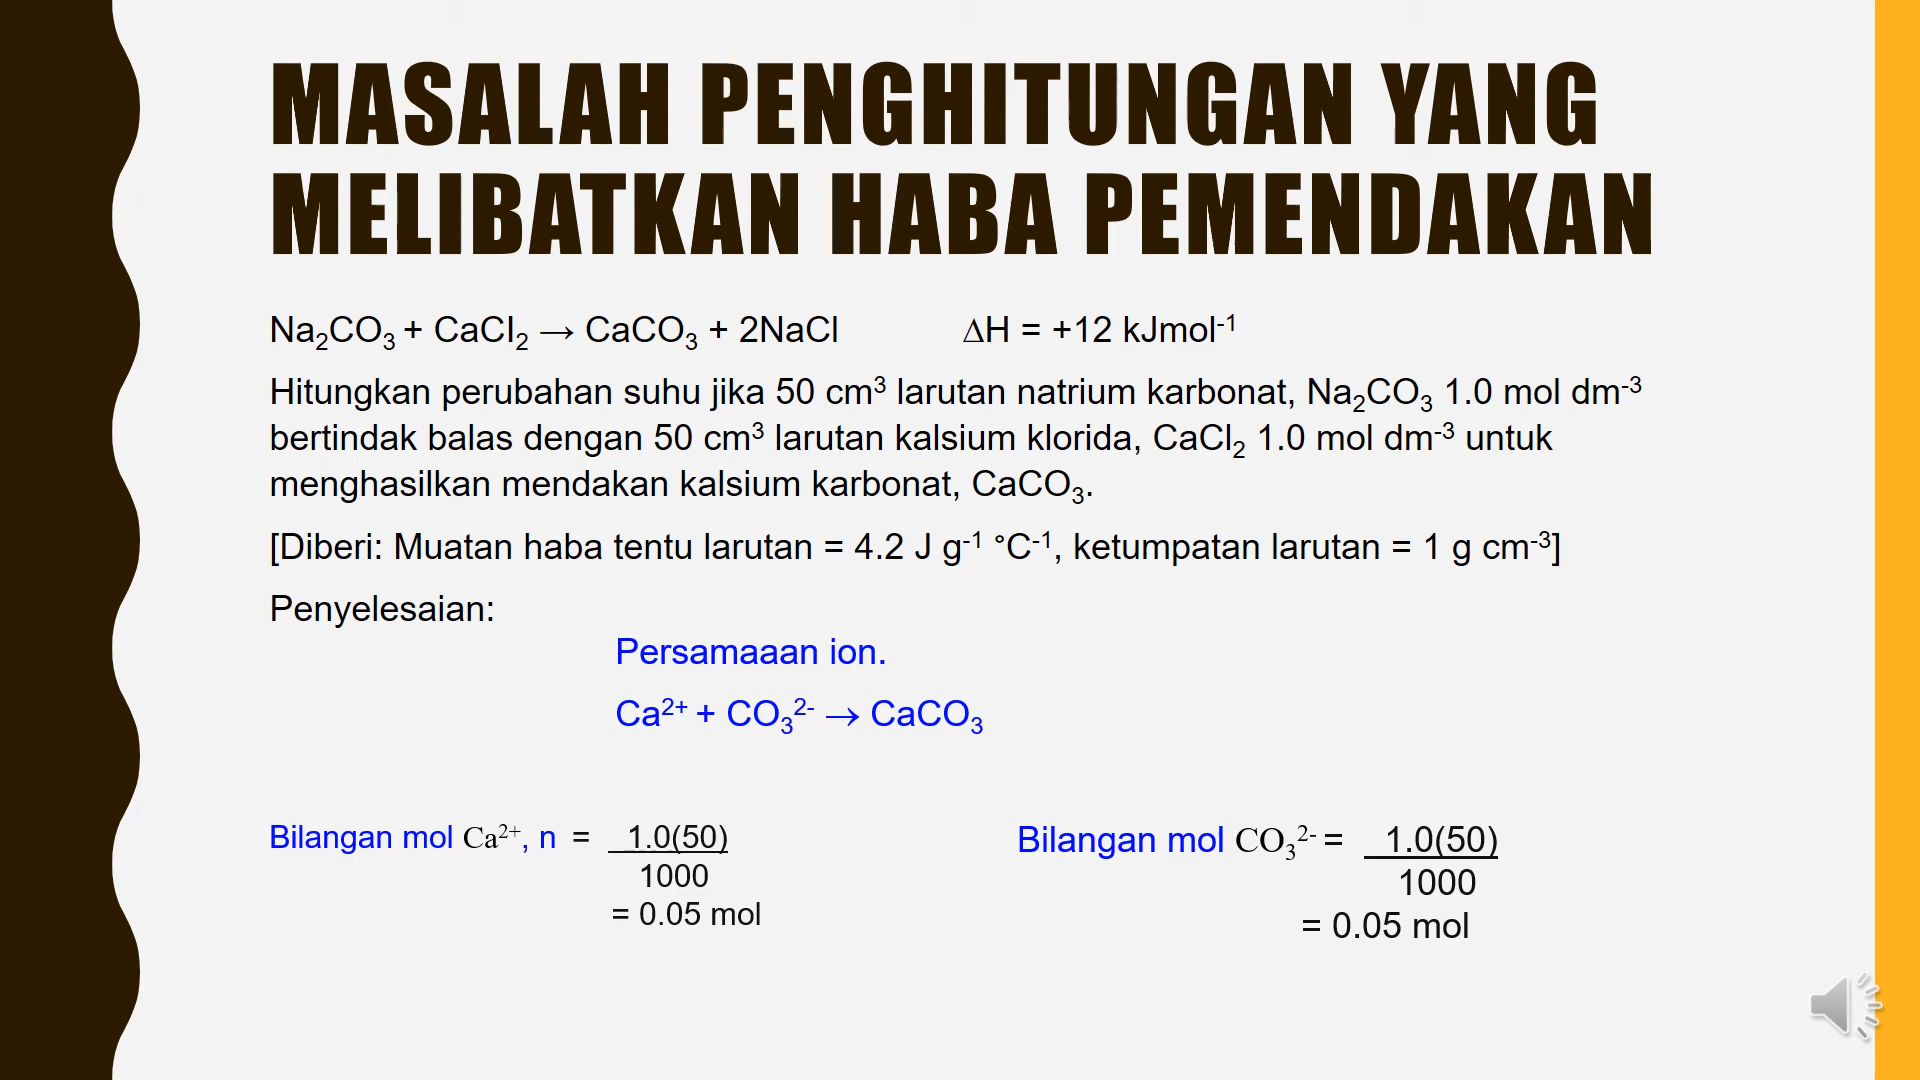 MASALAH PENGHITUNGAN YANG
MELIBATKAN HABA PEMENDAKAN
Na₂CO₃ + CaCl₂ → CaCO₃ + 2NaCl ΔH = +12 kJmol⁻¹
Hitungkan perubahan suhu jika 50 cm³ larutan natrium karbonat, Na₂CO₃ 1.0 mol dm⁻³
bertindak balas dengan 50 cm³ larutan kalsium klorida, CaCl₂ 1.0 mol dm⁻³ untuk
menghasilkan mendakan kalsium karbonat, CaCO₃.
[Diberi: Muatan haba tentu larutan = 4.2 J g⁻¹ °C⁻¹, ketumpatan larutan = 1 g cm⁻³]
Penyelesaian:
Persamaaan ion.
Ca²⁺ + CO₃²⁻ → CaCO₃
Bilangan mol Ca²⁺, n = 1.0(50)
1000
= 0.05 mol
Bilangan mol CO₃²⁻ = 1.0(50)
1000
= 0.05 mol